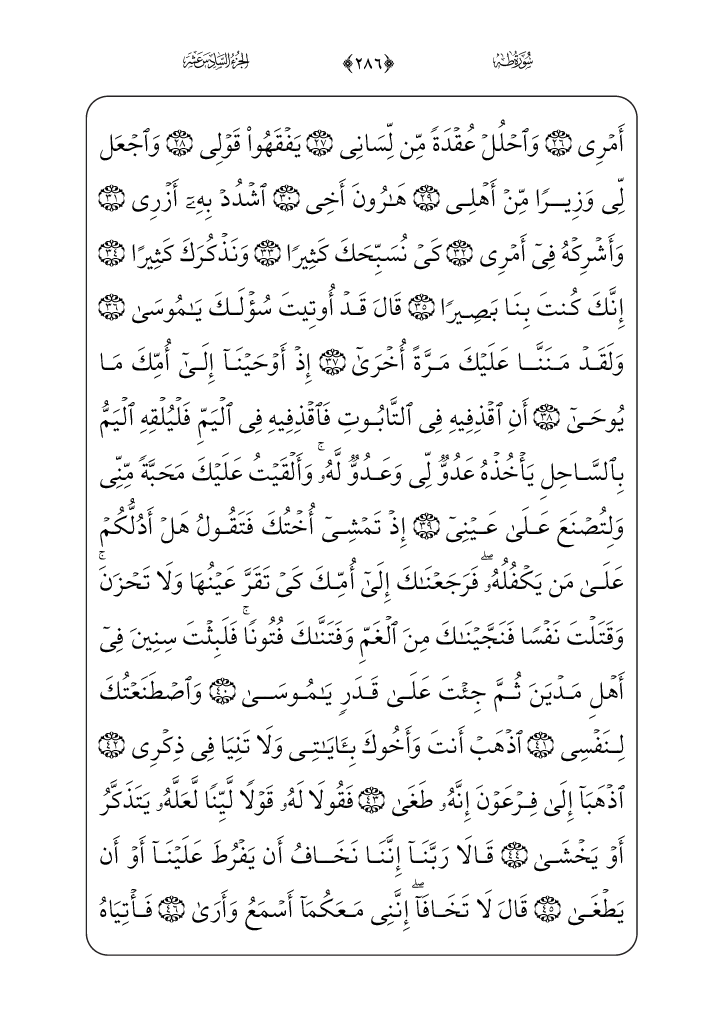 سُورَةُ طه ﴿٢٨٦﴾ الجُزءُ السَّادِسَ عَشَرَ
أَمْرِى ٢٦ وَٱحْلُلْ عُقْدَةً مِّن لِّسَانِى ٢٧ يَفْقَهُوا۟ قَوْلِى ٢٨ وَٱجْعَل
لِّى وَزِيرًا مِّنْ أَهْلِى ٢٩ هَـٰرُونَ أَخِى ٣٠ ٱشْدُدْ بِهِۦٓ أَزْرِى ٣١
وَأَشْرِكْهُ فِىٓ أَمْرِى ٣٢ كَىْ نُسَبِّحَكَ كَثِيرًا ٣٣ وَنَذْكُرَكَ كَثِيرًا ٣٤
إِنَّكَ كُنتَ بِنَا بَصِيرًا ٣٥ قَالَ قَدْ أُوتِيتَ سُؤْلَكَ يَـٰمُوسَىٰ ٣٦
وَلَقَدْ مَنَنَّا عَلَيْكَ مَرَّةً أُخْرَىٰٓ ٣٧ إِذْ أَوْحَيْنَآ إِلَىٰٓ أُمِّكَ مَا
يُوحَىٰٓ ٣٨ أَنِ ٱقْذِفِيهِ فِى ٱلتَّابُوتِ فَٱقْذِفِيهِ فِى ٱلْيَمِّ فَلْيُلْقِهِ ٱلْيَمُّ
بِٱلسَّاحِلِ يَأْخُذْهُ عَدُوٌّ لِّى وَعَدُوٌّ لَّهُۥ ۚ وَأَلْقَيْتُ عَلَيْكَ مَحَبَّةً مِّنِّى
وَلِتُصْنَعَ عَلَىٰ عَيْنِىٓ ٣٩ إِذْ تَمْشِىٓ أُخْتُكَ فَتَقُولُ هَلْ أَدُلُّكُمْ
عَلَىٰ مَن يَكْفُلُهُۥ ۖ فَرَجَعْنَـٰكَ إِلَىٰٓ أُمِّكَ كَىْ تَقَرَّ عَيْنُهَا وَلَا تَحْزَنَ ۚ
وَقَتَلْتَ نَفْسًا فَنَجَّيْنَـٰكَ مِنَ ٱلْغَمِّ وَفَتَنَّـٰكَ فُتُونًا ۚ فَلَبِثْتَ سِنِينَ فِىٓ
أَهْلِ مَدْيَنَ ثُمَّ جِئْتَ عَلَىٰ قَدَرٍ يَـٰمُوسَىٰ ٤٠ وَٱصْطَنَعْتُكَ
لِنَفْسِى ٤١ ٱذْهَبْ أَنتَ وَأَخُوكَ بِـَٔايَـٰتِى وَلَا تَنِيَا فِى ذِكْرِى ٤٢
ٱذْهَبَآ إِلَىٰ فِرْعَوْنَ إِنَّهُۥ طَغَىٰ ٤٣ فَقُولَا لَهُۥ قَوْلًا لَّيِّنًا لَّعَلَّهُۥ يَتَذَكَّرُ
أَوْ يَخْشَىٰ ٤٤ قَالَا رَبَّنَآ إِنَّنَا نَخَافُ أَن يَفْرُطَ عَلَيْنَآ أَوْ أَن
يَطْغَىٰ ٤٥ قَالَ لَا تَخَافَآ ۖ إِنَّنِى مَعَكُمَآ أَسْمَعُ وَأَرَىٰ ٤٦ فَأْتِيَاهُ